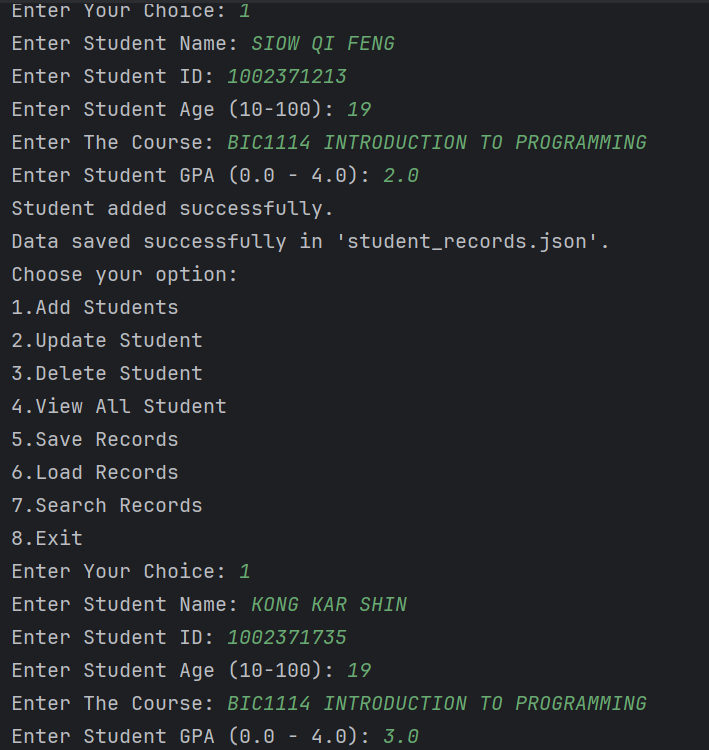 Enter Your Choice: 1
Enter Student Name: SIOW QI FENG
Enter Student ID: 1002371213
Enter Student Age (10-100): 19
Enter The Course: BIC1114 INTRODUCTION TO PROGRAMMING
Enter Student GPA (0.0 - 4.0): 2.0
Student added successfully.
Data saved successfully in 'student_records.json'.
Choose your option:
1.Add Students
2.Update Student
3.Delete Student
4.View All Student
5.Save Records
6.Load Records
7.Search Records
8.Exit
Enter Your Choice: 1
Enter Student Name: KONG KAR SHIN
Enter Student ID: 1002371735
Enter Student Age (10-100): 19
Enter The Course: BIC1114 INTRODUCTION TO PROGRAMMING
Enter Student GPA (0.0 - 4.0): 3.0